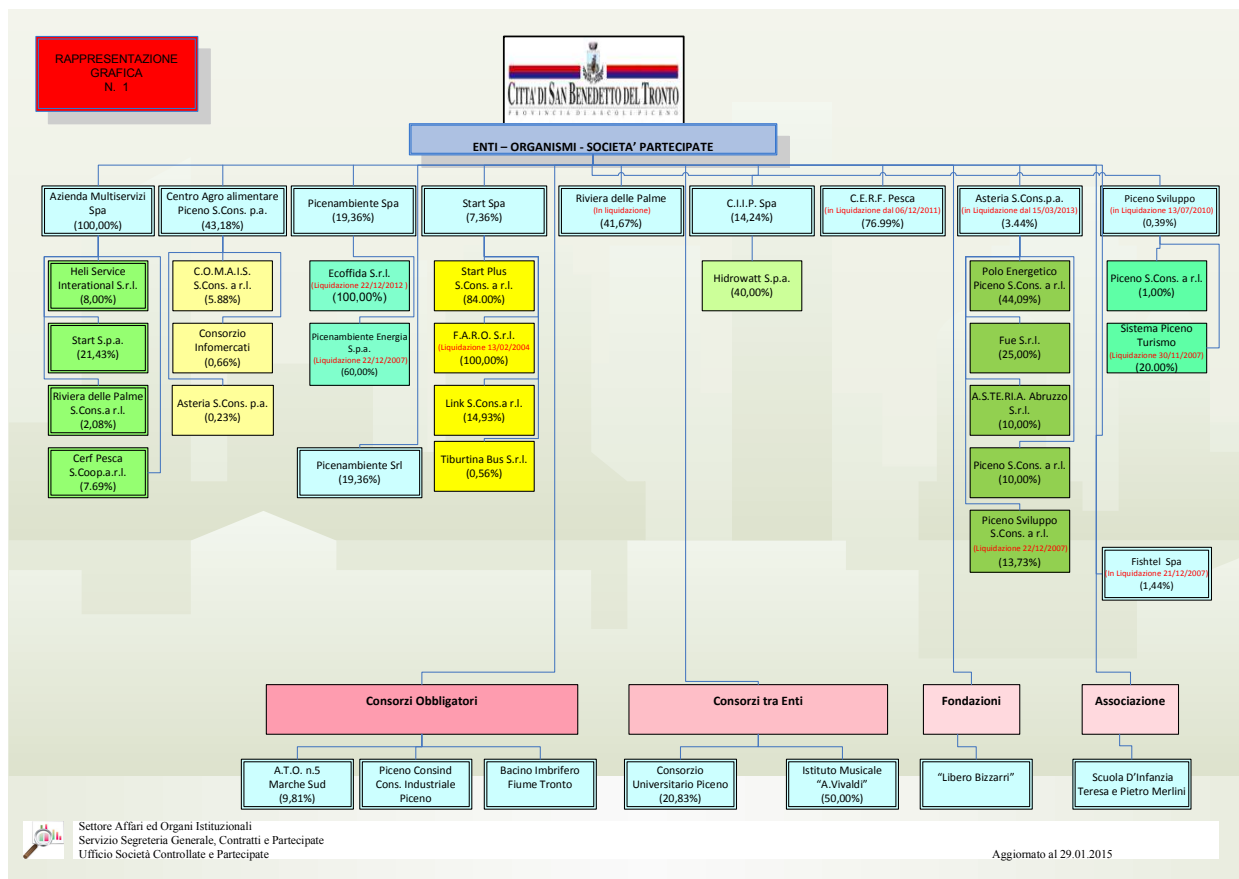 RAPPRESENTAZIONE
GRAFICA
N. 1
CITTÀ DI SAN BENEDETTO DEL TRONTO
PROVINCIA DI ASCOLI PICENO
ENTI – ORGANISMI - SOCIETA’ PARTECIPATE
Azienda Multiservizi
Spa
(100,00%)
Centro Agro alimentare
Piceno S.Cons. p.a.
(43,18%)
Picenambiente Spa
(19,36%)
Start Spa
(7,36%)
Riviera delle Palme
(In liquidazione)
(41,67%)
C.I.I.P. Spa
(14,24%)
C.E.R.F. Pesca
(in Liquidazione dal 06/12/2011)
(76.99%)
Asteria S.Cons.p.a.
(in Liquidazione dal 15/03/2013)
(3.44%)
Piceno Sviluppo
(in Liquidazione 13/07/2010)
(0,39%)
Heli Service
Interational S.r.l.
(8,00%)
Start S.p.a.
(21,43%)
Riviera delle Palme
S.Cons.a r.l.
(2,08%)
Cerf Pesca
S.Coop.a.r.l.
(7.69%)
C.O.M.A.I.S.
S.Cons. a r.l.
(5.88%)
Consorzio
Infomercati
(0,66%)
Asteria S.Cons. p.a.
(0,23%)
Ecoffida S.r.l.
(Liquidazione 22/12/2012 )
(100,00%)
Picenambiente Energia
S.p.a.
(Liquidazione 22/12/2007)
(60,00%)
Picenambiente Srl
(19,36%)
Start Plus
S.Cons. a r.l.
(84.00%)
F.A.R.O. S.r.l.
(Liquidazione 13/02/2004
(100,00%)
Link S.Cons.a r.l.
(14,93%)
Tiburtina Bus S.r.l.
(0,56%)
Hidrowatt S.p.a.
(40,00%)
Polo Energetico
Piceno S.Cons. a r.l.
(44,09%)
Fue S.r.l.
(25,00%)
A.S.TE.RI.A. Abruzzo
S.r.l.
(10,00%)
Piceno S.Cons. a r.l.
(10,00%)
Piceno Sviluppo
S.Cons. a r.l.
(Liquidazione 22/12/2007)
(13,73%)
Piceno S.Cons. a r.l.
(1,00%)
Sistema Piceno
Turismo
(Liquidazione 30/11/2007)
(20.00%)
Fishtel Spa
(In Liquidazione 21/12/2007)
(1,44%)
Consorzi Obbligatori
Consorzi tra Enti
Fondazioni
Associazione
A.T.O. n.5
Marche Sud
(9,81%)
Piceno Consind
Cons. Industriale
Piceno
Bacino Imbrifero
Fiume Tronto
Consorzio
Universitario Piceno
(20,83%)
Istituto Musicale
“A.Vivaldi”
(50,00%)
“Libero Bizzarri”
Scuola D’Infanzia
Teresa e Pietro Merlini
Settore Affari ed Organi Istituzionali
Servizio Segreteria Generale, Contratti e Partecipate
Ufficio Società Controllate e Partecipate
Aggiornato al 29.01.2015